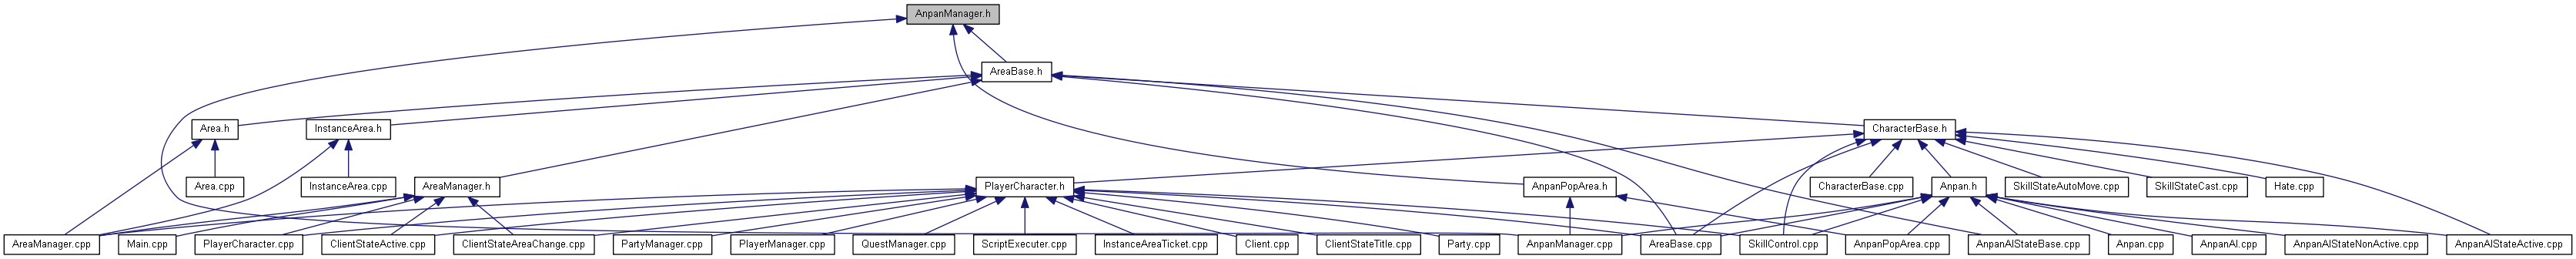 AnpanManager.h
AreaBase.h
Area.h
InstanceArea.h
CharacterBase.h
Area.cpp
InstanceArea.cpp
AreaManager.h
PlayerCharacter.h
AnpanPopArea.h
CharacterBase.cpp
Anpan.h
SkillStateAutoMove.cpp
SkillStateCast.cpp
Hate.cpp
AreaManager.cpp
Main.cpp
PlayerCharacter.cpp
ClientStateActive.cpp
ClientStateAreaChange.cpp
PartyManager.cpp
PlayerManager.cpp
QuestManager.cpp
ScriptExecuter.cpp
InstanceAreaTicket.cpp
Client.cpp
ClientStateTitle.cpp
Party.cpp
AnpanManager.cpp
AreaBase.cpp
SkillControl.cpp
AnpanPopArea.cpp
AnpanAIStateBase.cpp
Anpan.cpp
AnpanAI.cpp
AnpanAIStateNonActive.cpp
AnpanAIStateActive.cpp